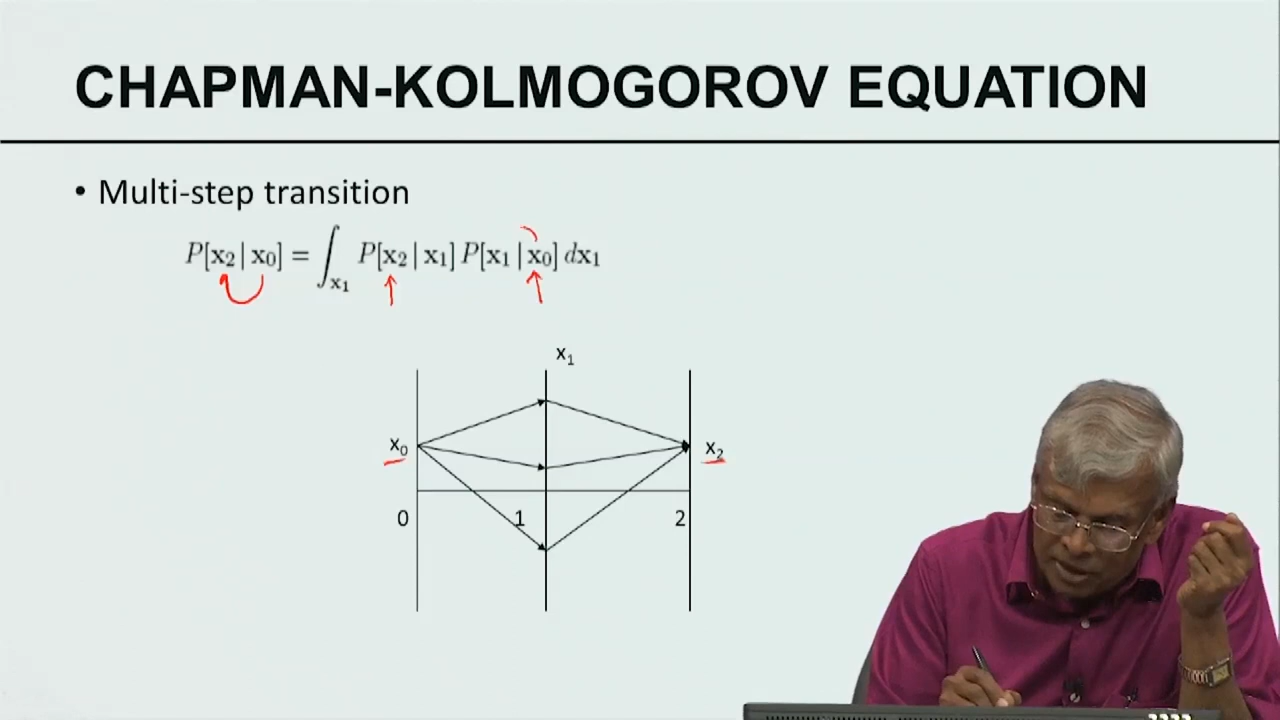 CHAPMAN-KOLMOGOROV EQUATION
• Multi-step transition
P[x₂ | x₀] = ∫ₓ₁ P[x₂ | x₁] P[x₁ | x₀] dx₁
x₁
x₀ x₂
0 1 2